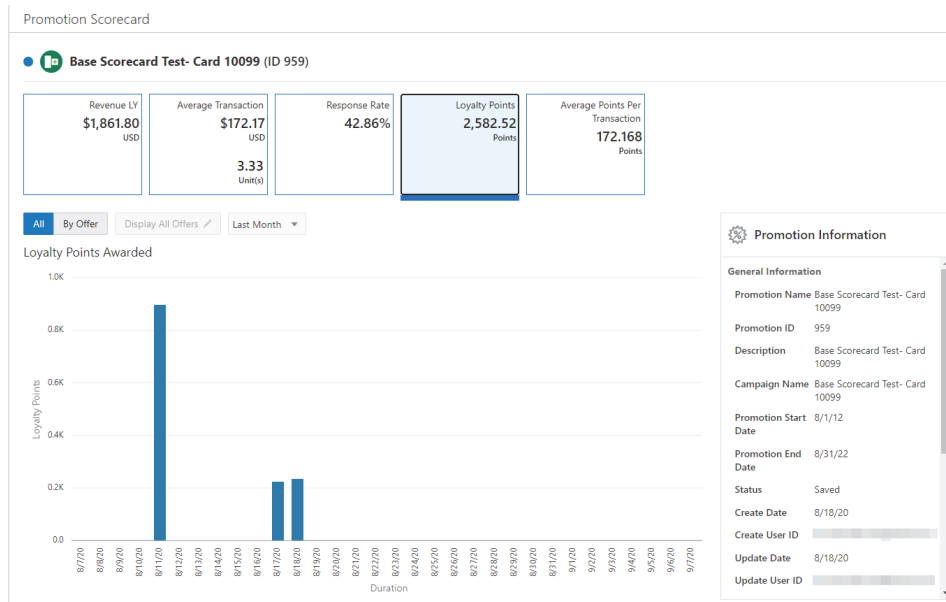 Promotion Scorecard
Base Scorecard Test- Card 10099 (ID 959)
Revenue LY
$1,861.80
USD
Average Transaction
$172.17
USD
3.33
Unit(s)
Response Rate
42.86%
Loyalty Points
2,582.52
Points
Average Points Per
Transaction
172.168
Points
All
By Offer
Display All Offers
Last Month
Loyalty Points Awarded
1.0K
0.8K
0.6K
0.4K
0.2K
0.0
Loyalty Points
8/7/20
8/8/20
8/9/20
8/10/20
8/11/20
8/12/20
8/13/20
8/14/20
8/15/20
8/16/20
8/17/20
8/18/20
8/19/20
8/20/20
8/21/20
8/22/20
8/23/20
8/24/20
8/25/20
8/26/20
8/27/20
8/28/20
8/29/20
8/30/20
8/31/20
9/1/20
9/2/20
9/3/20
9/4/20
9/5/20
9/6/20
9/7/20
Duration
Promotion Information
General Information
Promotion Name Base Scorecard Test- Card
10099
Promotion ID 959
Description Base Scorecard Test- Card
10099
Campaign Name Base Scorecard Test- Card
10099
Promotion Start 8/1/12
Date
Promotion End 8/31/22
Date
Status Saved
Create Date 8/18/20
Create User ID
Update Date 8/18/20
Update User ID